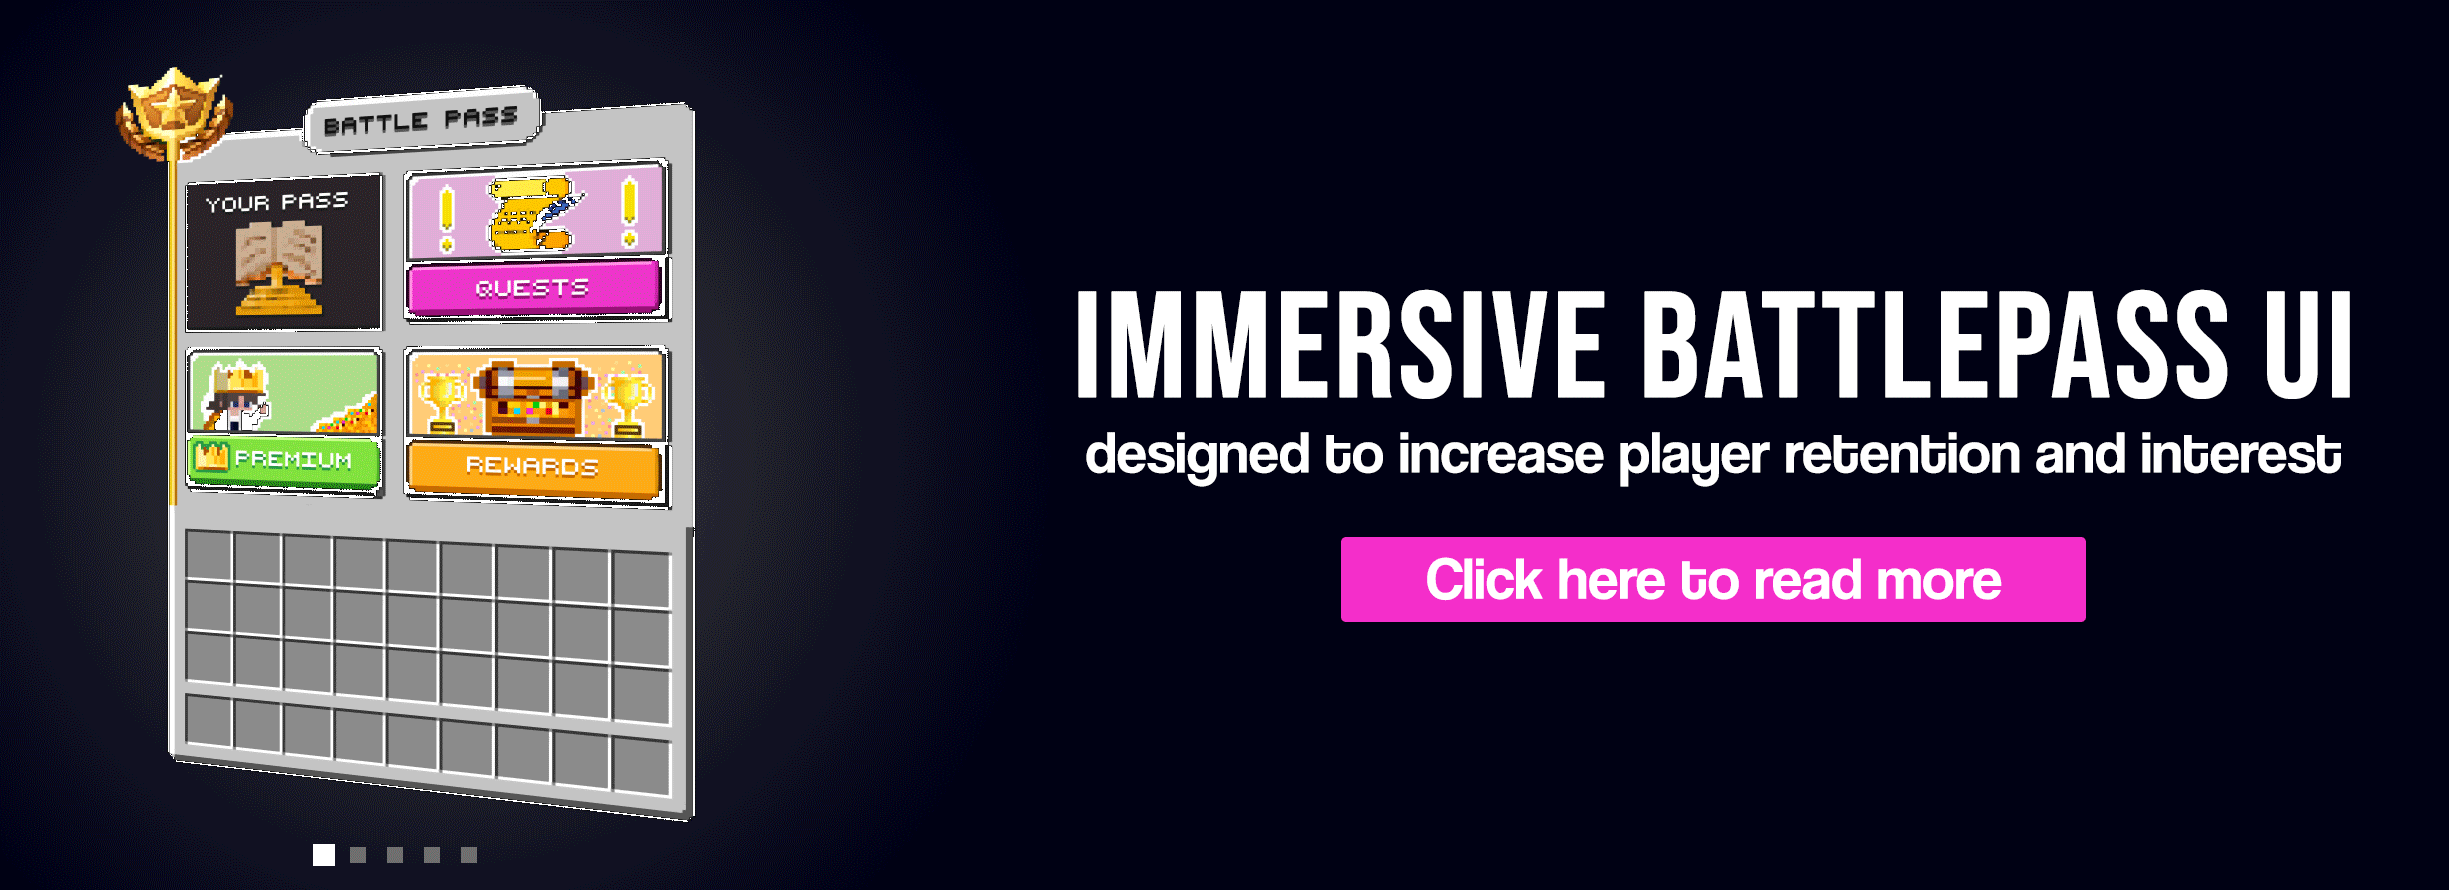 BATTLE PASS
YOUR PASS
QUESTS
PREMIUM
REWARDS
IMMERSIVE BATTLEPASS UI
designed to increase player retention and interest
Click here to read more